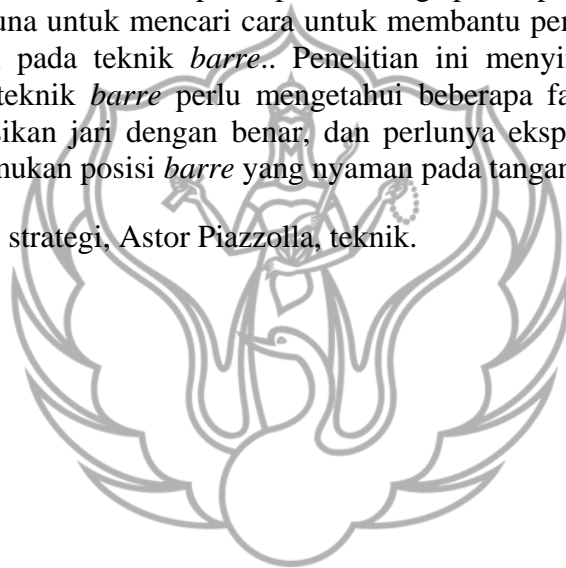 una untuk mencari cara untuk membantu per
pada teknik barre.. Penelitian ini menyi
teknik barre perlu mengetahui beberapa fa
sikan jari dengan benar, dan perlunya eksp
mukan posisi barre yang nyaman pada tangan
strategi, Astor Piazzolla, teknik.